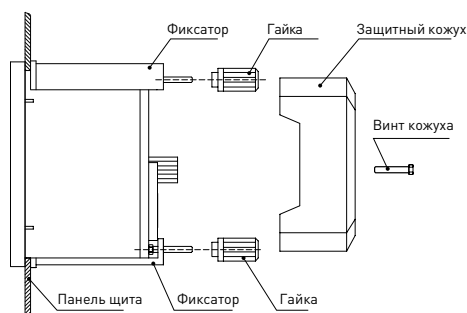 Фиксатор
Гайка
Защитный кожух
Винт кожуха
Панель щита
Фиксатор
Гайка